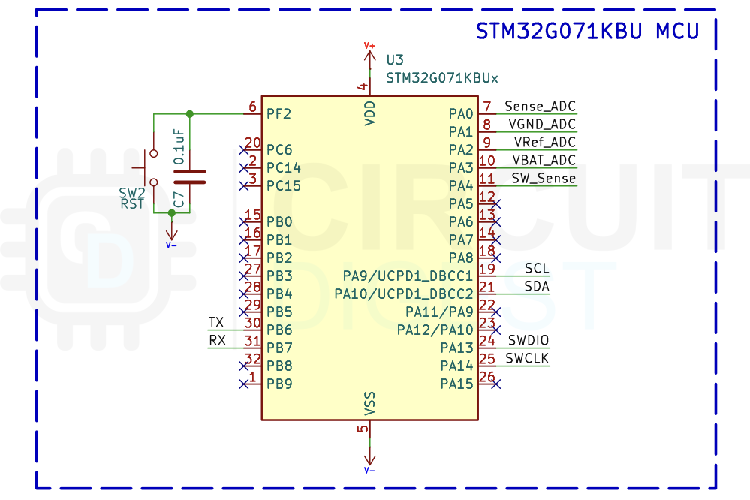 STM32G071KBU MCU
V+
U3
STM32G071KBUx
4
VDD
6 PF2
20 PC6
2 PC14
3 PC15
15 PB0
16 PB1
17 PB2
27 PB3
28 PB4
29 PB5
TX 30 PB6
RX 31 PB7
32 PB8
1 PB9
0.1uF
C7
SW2
RST
V-
PA0 7 Sense_ADC
PA1 8 VGND_ADC
PA2 9 VRef_ADC
PA3 10 VBAT_ADC
PA4 11 SW_Sense
PA5 12
PA6 13
PA7 14
PA8 18
PA9/UCPD1_DBCC1 19 SCL
PA10/UCPD1_DBCC2 21 SDA
PA11/PA9 22
PA12/PA10 23
PA13 24 SWDIO
PA14 25 SWCLK
PA15 26
VSS
5
V-
CIRCUIT
DIGEST
CD